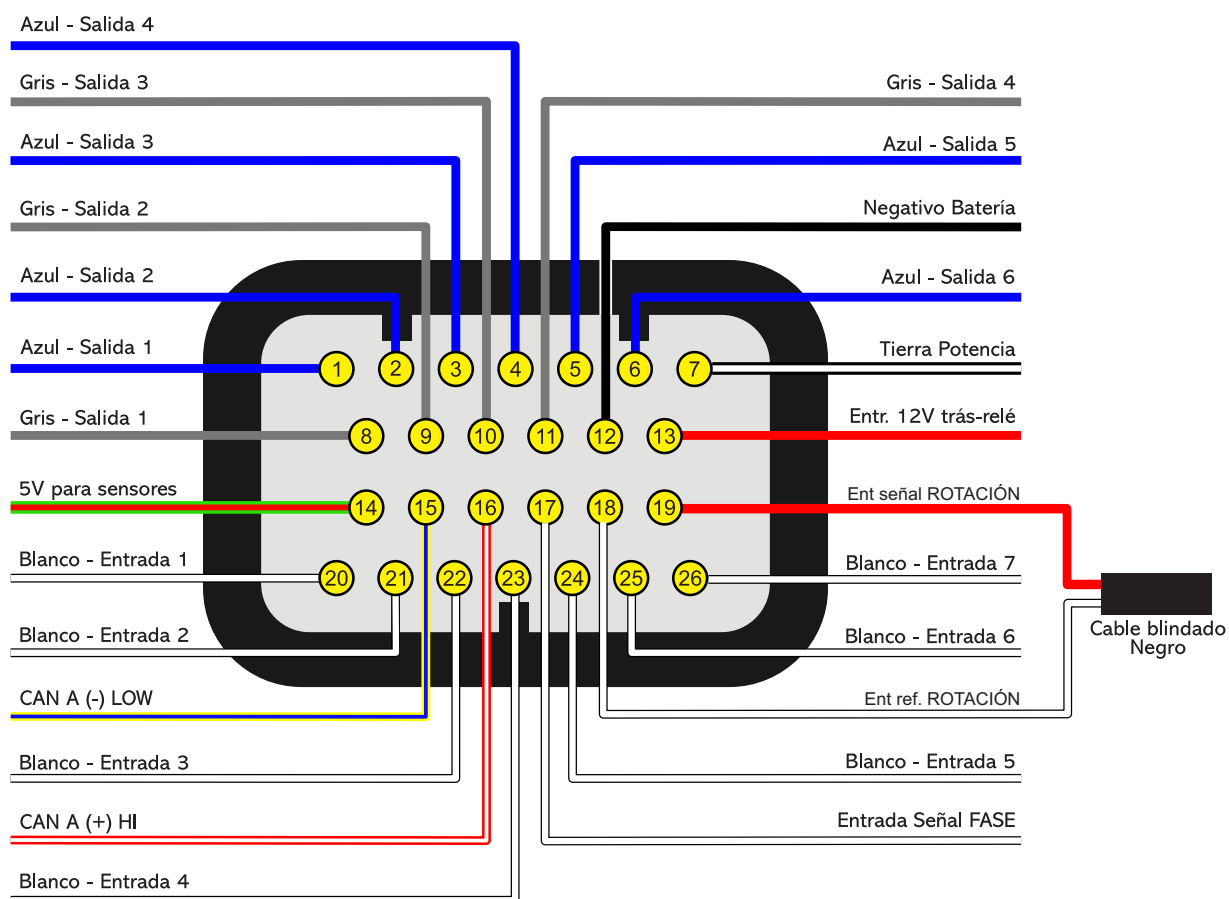 Azul - Salida 4
Gris - Salida 3
Gris - Salida 4
Azul - Salida 3
Azul - Salida 5
Gris - Salida 2
Negativo Batería
Azul - Salida 2
Azul - Salida 6
Azul - Salida 1
Tierra Potencia
1 2 3 4 5 6 7
Gris - Salida 1
Entr. 12V trás-relé
8 9 10 11 12 13
5V para sensores
Ent señal ROTACIÓN
14 15 16 17 18 19
Blanco - Entrada 1
Blanco - Entrada 7
20 21 22 23 24 25 26
Blanco - Entrada 2
Blanco - Entrada 6
Cable blindado
Negro
CAN A (-) LOW
Ent ref. ROTACIÓN
Blanco - Entrada 3
Blanco - Entrada 5
CAN A (+) HI
Entrada Señal FASE
Blanco - Entrada 4